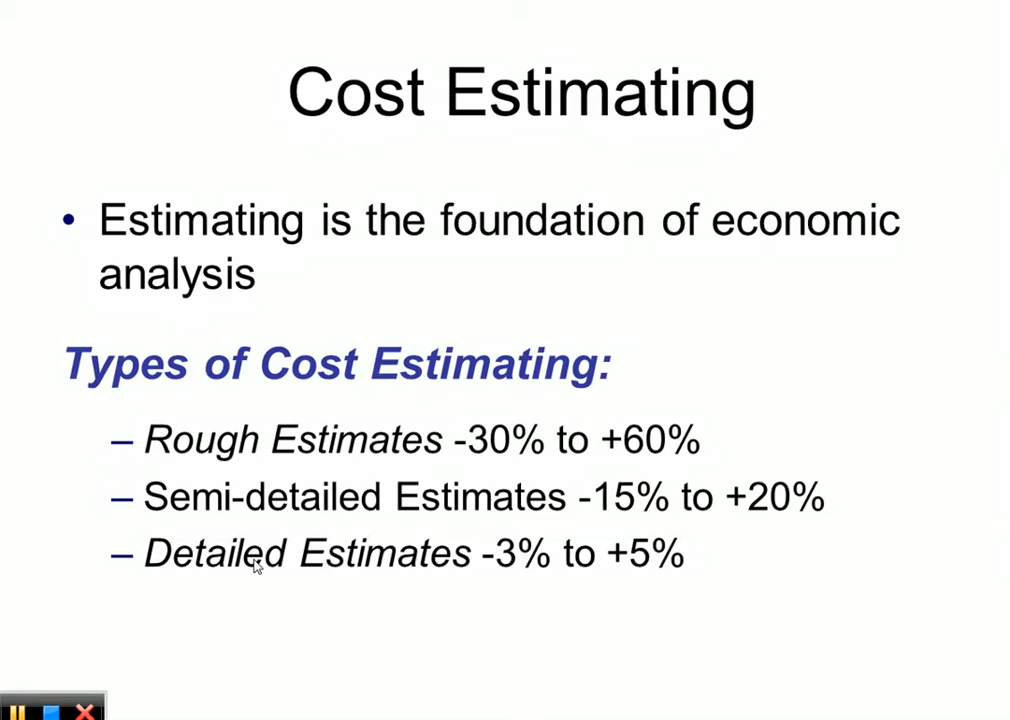 Cost Estimating
• Estimating is the foundation of economic
analysis
Types of Cost Estimating:
– Rough Estimates -30% to +60%
– Semi-detailed Estimates -15% to +20%
– Detailed Estimates -3% to +5%